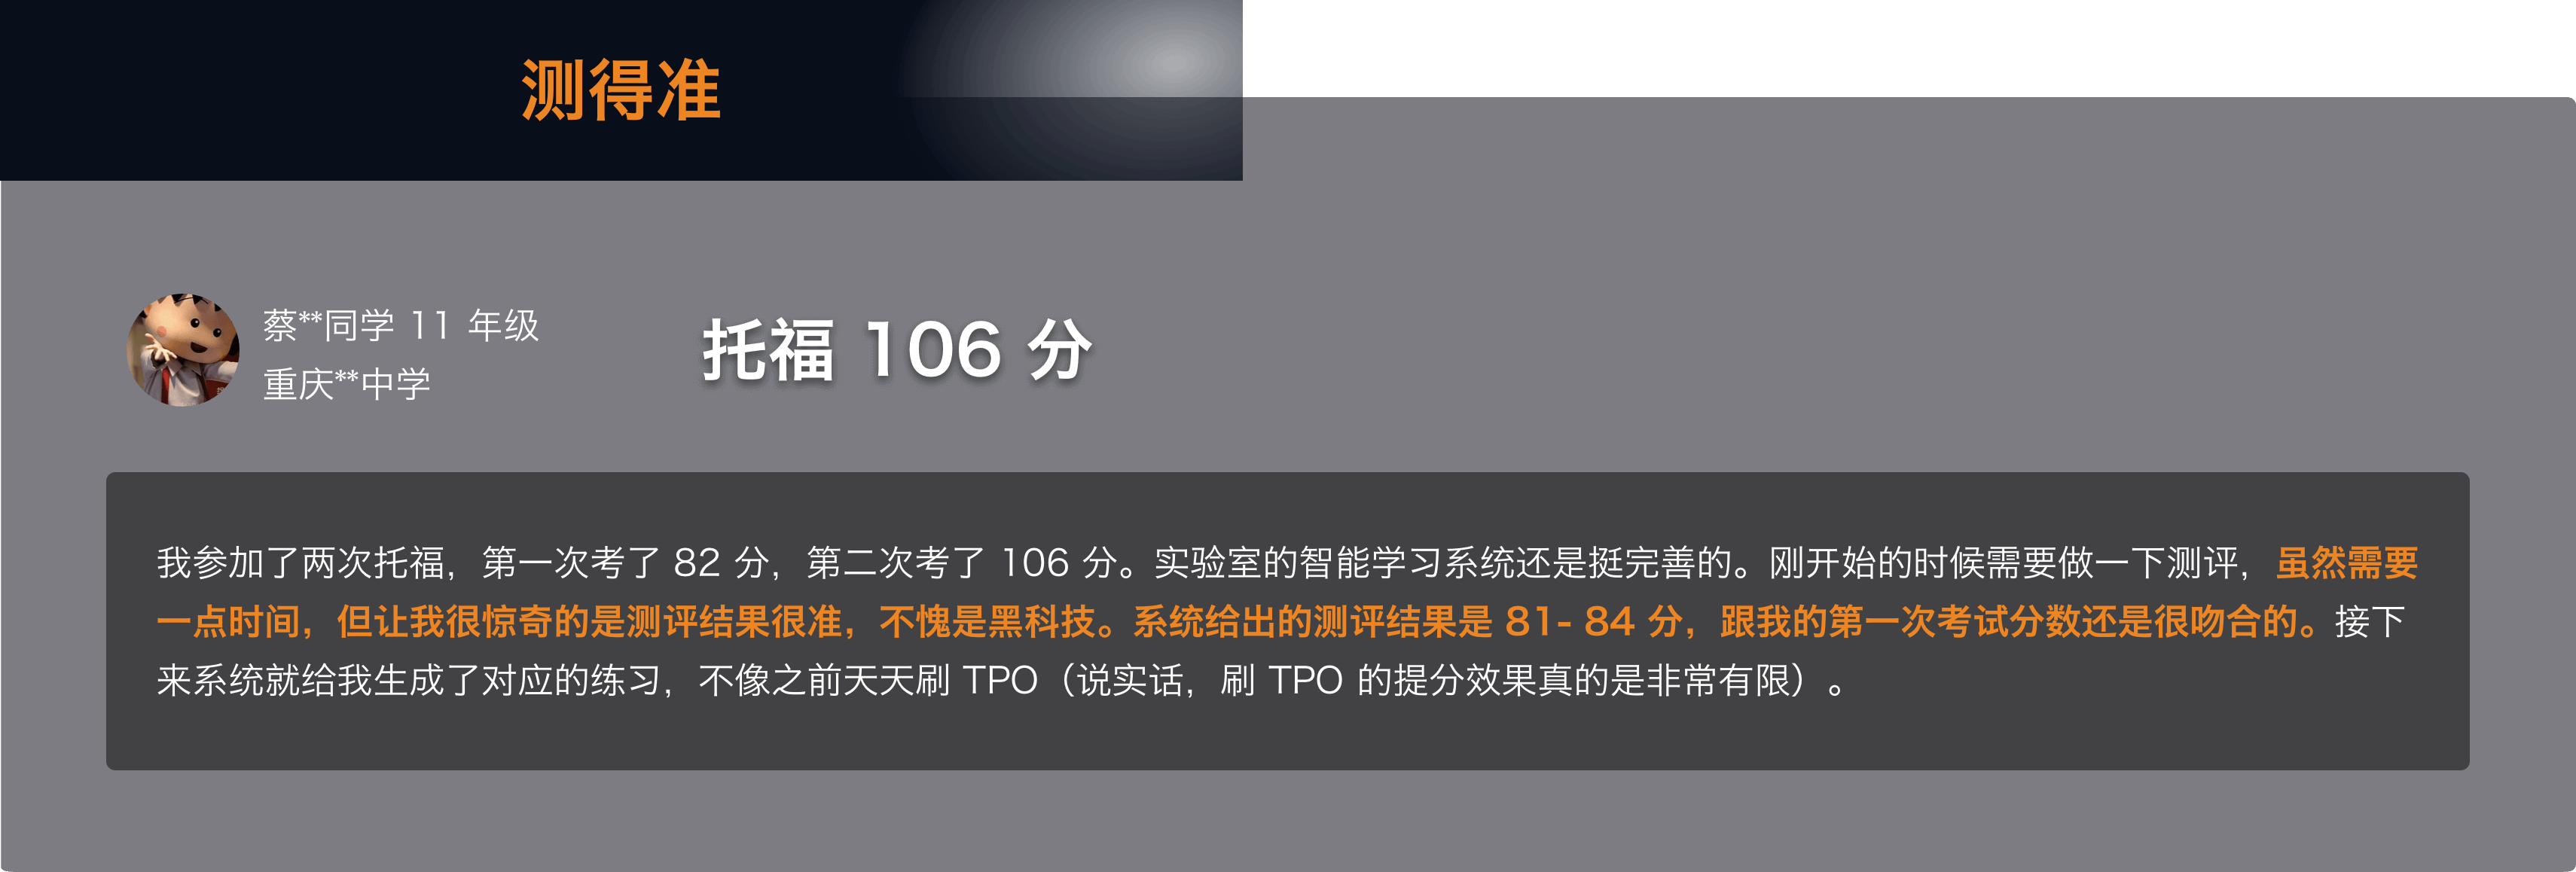 测得准
蔡**同学 11 年级
重庆**中学
托福 106 分
我参加了两次托福，第一次考了 82 分，第二次考了 106 分。实验室的智能学习系统还是挺完善的。刚开始的时候需要做一下测评，虽然需要
一点时间，但让我很惊奇的是测评结果很准，不愧是黑科技。系统给出的测评结果是 81- 84 分，跟我的第一次考试分数还是很吻合的。接下
来系统就给我生成了对应的练习，不像之前天天刷 TPO（说实话，刷 TPO 的提分效果真的是非常有限）。